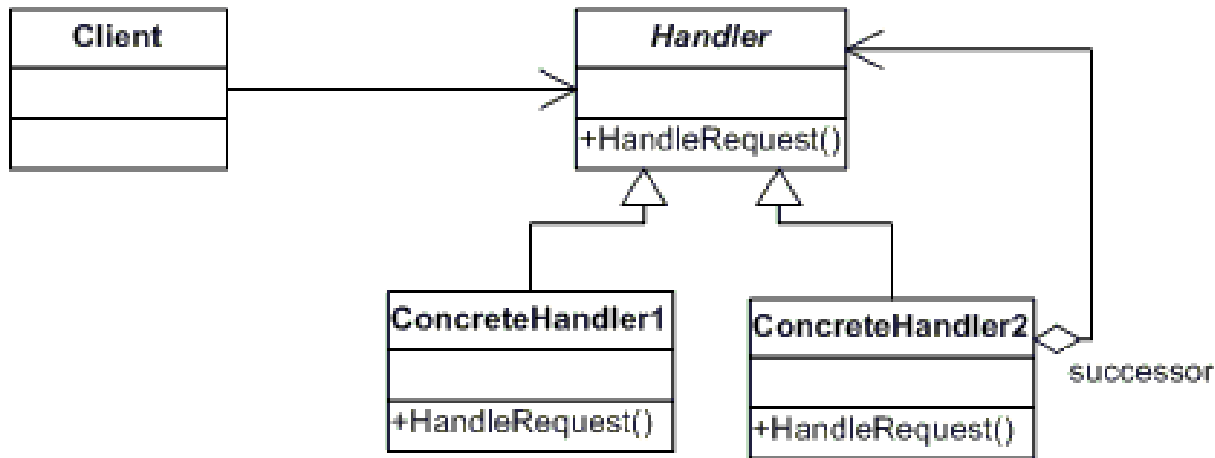 Client
Handler
+HandleRequest()
ConcreteHandler1
+HandleRequest()
ConcreteHandler2
+HandleRequest()
successor